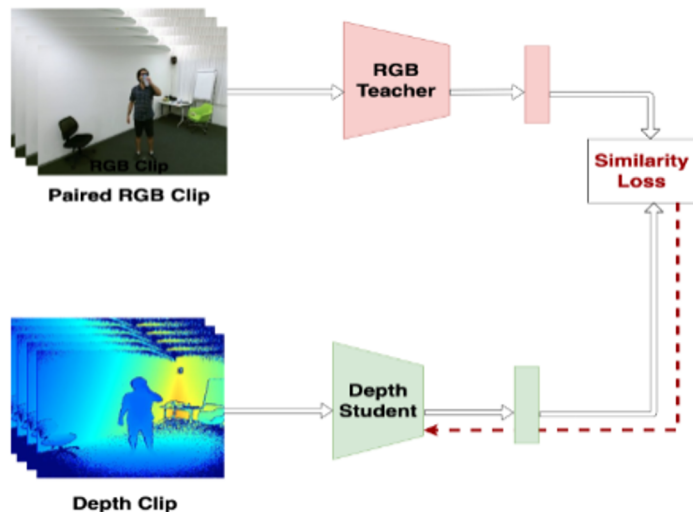 RGB Clip
Paired RGB Clip
RGB
Teacher
Similarity
Loss
Depth
Student
Depth Clip